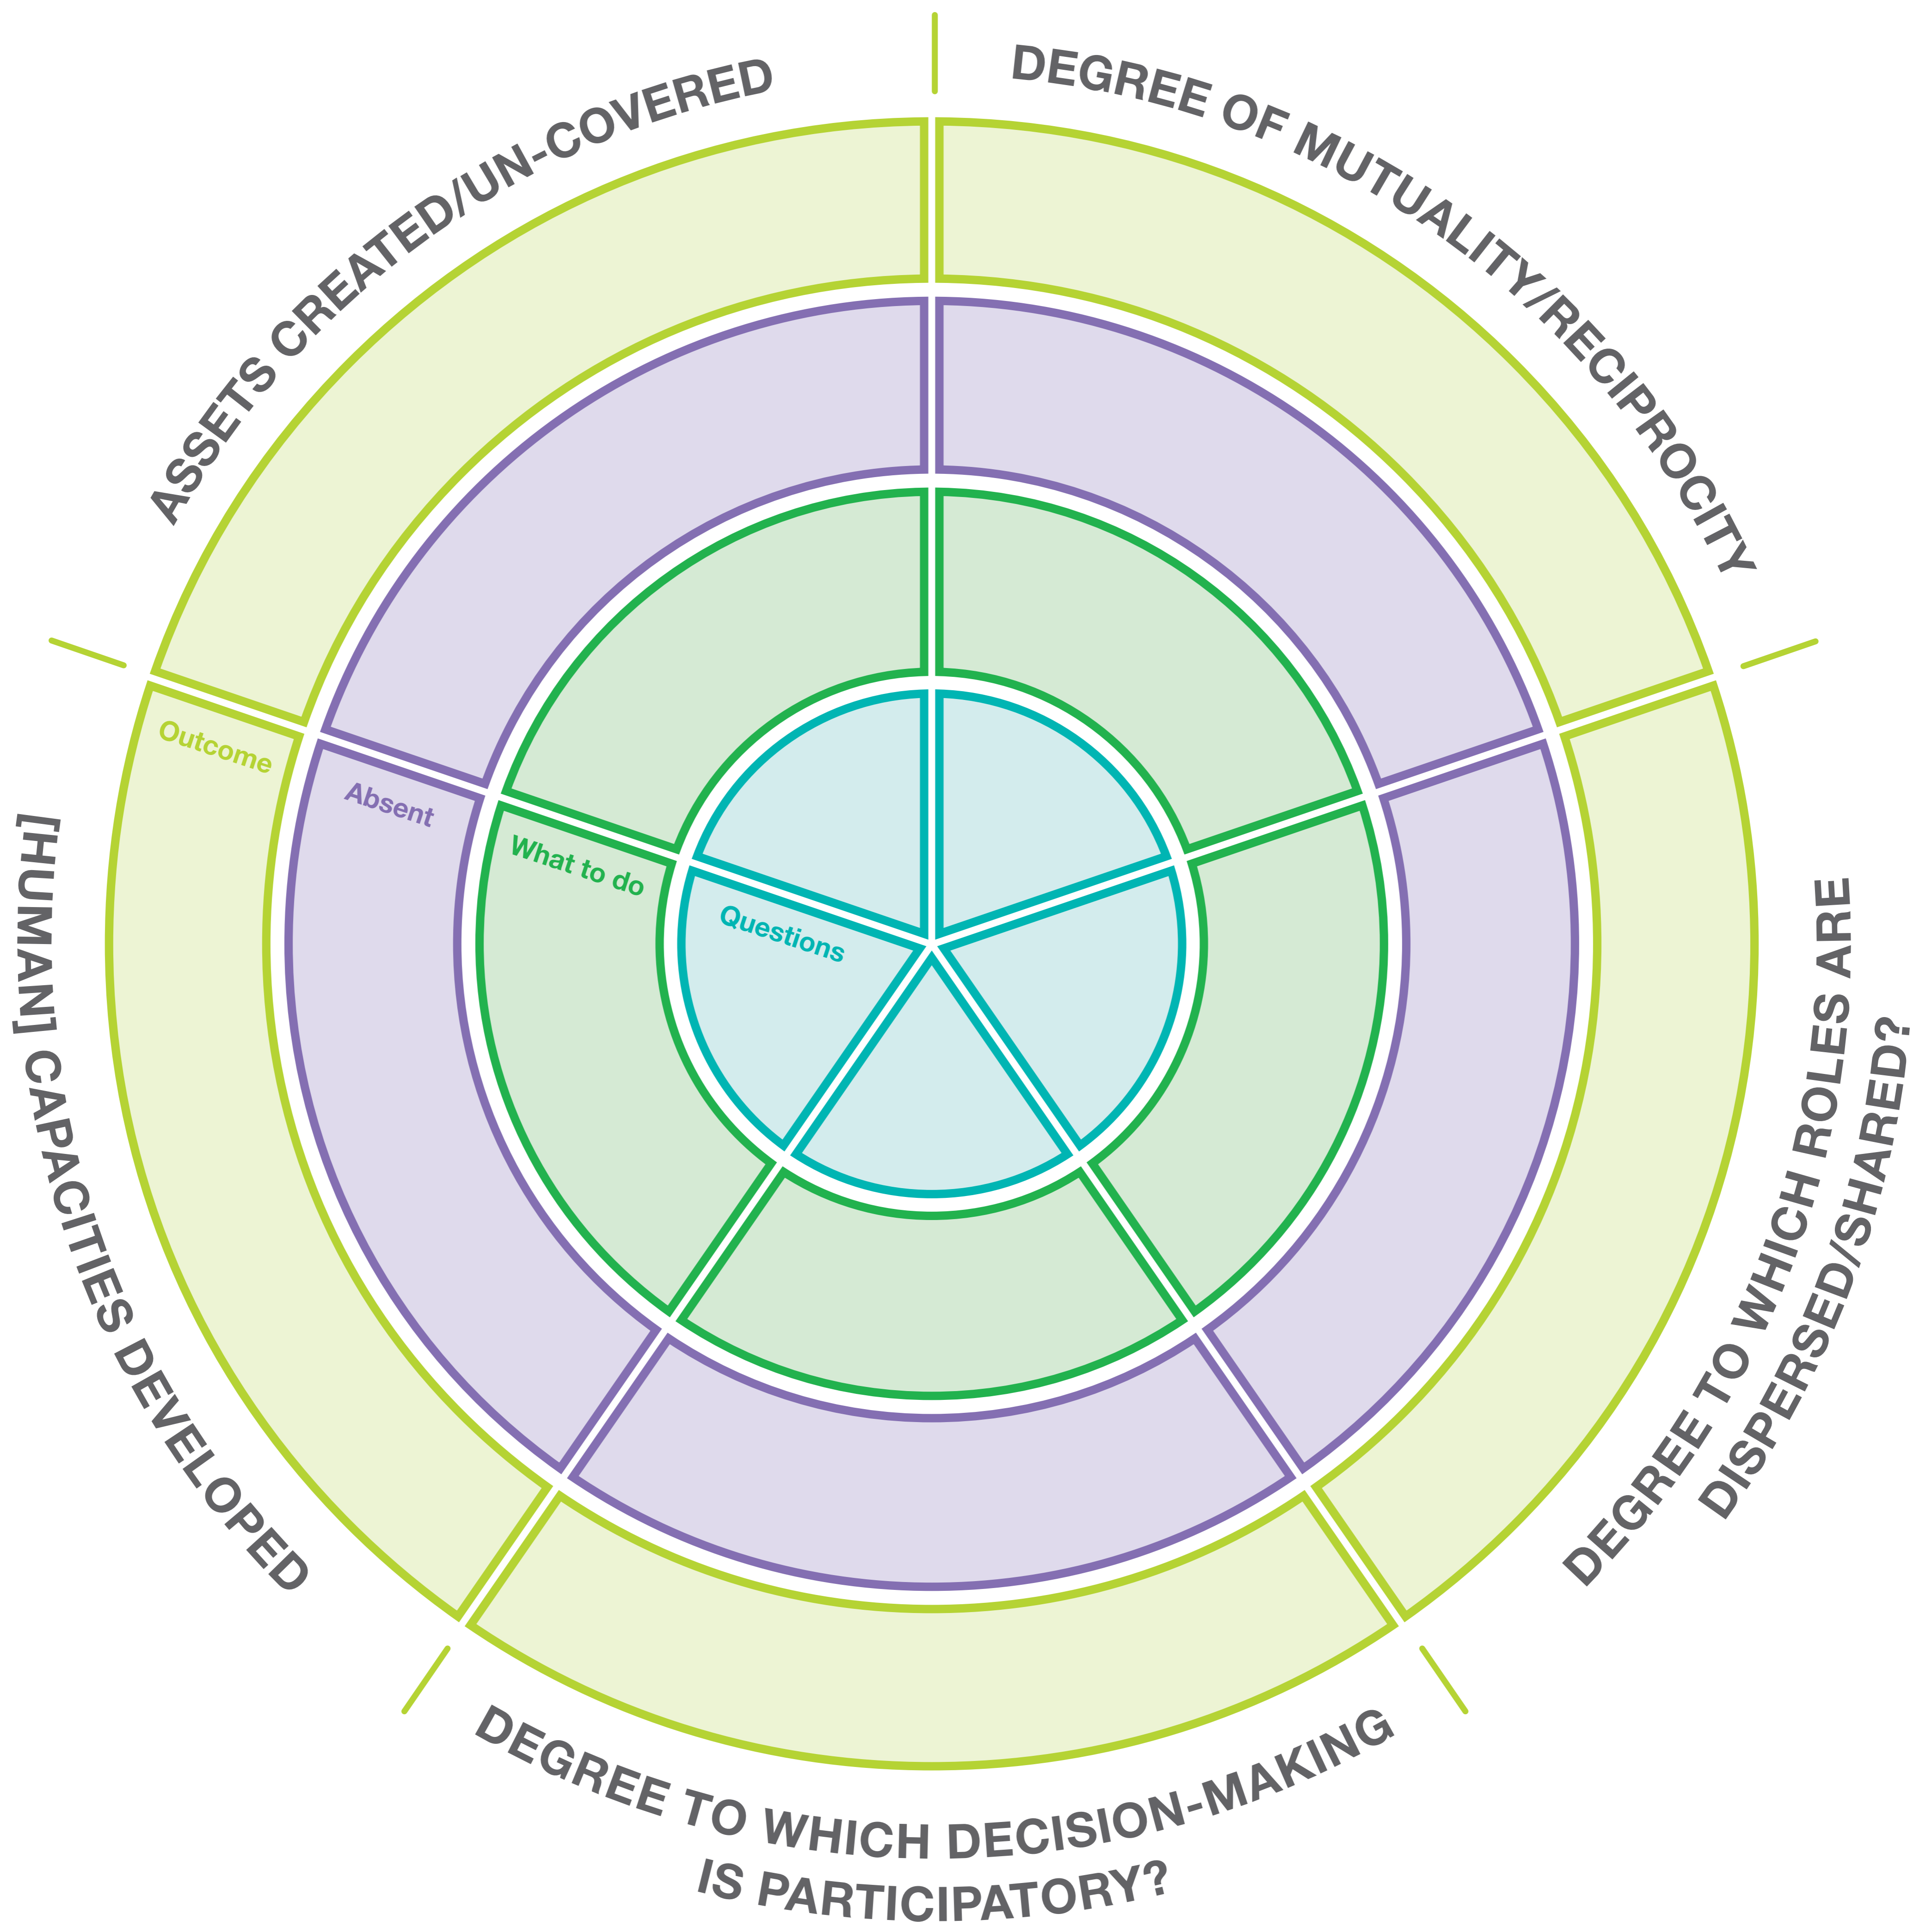 ASSETS CREATED/UN-COVERED
DEGREE OF MUTUALITY/RECIPROCITY
DEGREE TO WHICH ROLES ARE
DISPERSED/SHARED?
DEGREE TO WHICH DECISION-MAKING
IS PARTICIPATORY?
[HUMAN] CAPACITIES DEVELOPED
Outcome
Absent
What to do
Questions